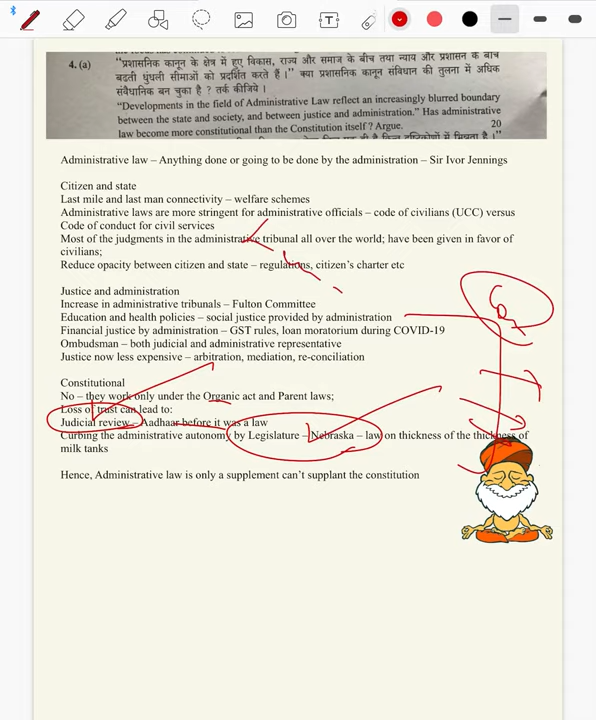 4. (a) "प्रशासनिक कानून के क्षेत्र में हुए विकास, राज्य और समाज के बीच तथा न्याय और प्रशासन के बीच
बढ़ती धुंधली सीमाओं को प्रदर्शित करते हैं।" क्या प्रशासनिक कानून संविधान की तुलना में अधिक
संवैधानिक बन चुका है ? तर्क कीजिये ।
"Developments in the field of Administrative Law reflect an increasingly blurred boundary
between the state and society, and between justice and administration." Has administrative
law become more constitutional than the Constitution itself ? Argue. 20
Administrative law – Anything done or going to be done by the administration – Sir Ivor Jennings
Citizen and state
Last mile and last man connectivity – welfare schemes
Administrative laws are more stringent for administrative officials – code of civilians (UCC) versus
Code of conduct for civil services
Most of the judgments in the administrative tribunal all over the world; have been given in favor of
civilians;
Reduce opacity between citizen and state – regulations, citizen's charter etc
Justice and administration
Increase in administrative tribunals – Fulton Committee
Education and health policies – social justice provided by administration
Financial justice by administration – GST rules, loan moratorium during COVID-19
Ombudsman – both judicial and administrative representative
Justice now less expensive – arbitration, mediation, re-conciliation
Constitutional
No – they work only under the Organic act and Parent laws;
Loss of trust can lead to:
Judicial review – Aadhaar before it was a law
Curbing the administrative autonomy by Legislature – Nebraska – law on thickness of the thickness of
milk tanks
Hence, Administrative law is only a supplement can't supplant the constitution